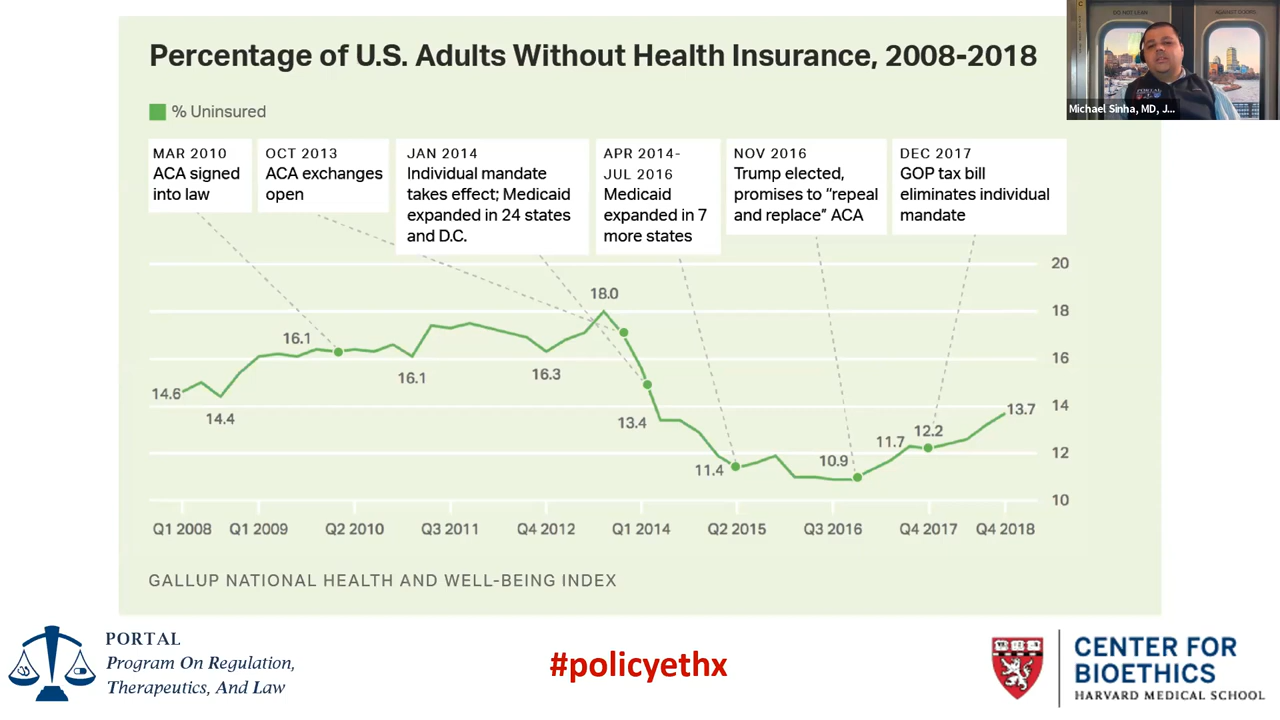 Percentage of U.S. Adults Without Health Insurance, 2008-2018
% Uninsured
MAR 2010
ACA signed
into law
OCT 2013
ACA exchanges
open
JAN 2014
Individual mandate
takes effect; Medicaid
expanded in 24 states
and D.C.
APR 2014-
JUL 2016
Medicaid
expanded in 7
more states
NOV 2016
Trump elected,
promises to “repeal
and replace” ACA
DEC 2017
GOP tax bill
eliminates individual
mandate
20
18
16
14
12
10
14.6
14.4
16.1
16.1
16.3
18.0
13.4
11.4
10.9
11.7
12.2
13.7
Q1 2008
Q1 2009
Q2 2010
Q3 2011
Q4 2012
Q1 2014
Q2 2015
Q3 2016
Q4 2017
Q4 2018
GALLUP NATIONAL HEALTH AND WELL-BEING INDEX
DO NOT LEAN
AGAINST DOORS
PORTAL
Michael Sinha, MD, J...
PORTAL
Program On Regulation,
Therapeutics, And Law
#policyethx
CENTER FOR
BIOETHICS
HARVARD MEDICAL SCHOOL